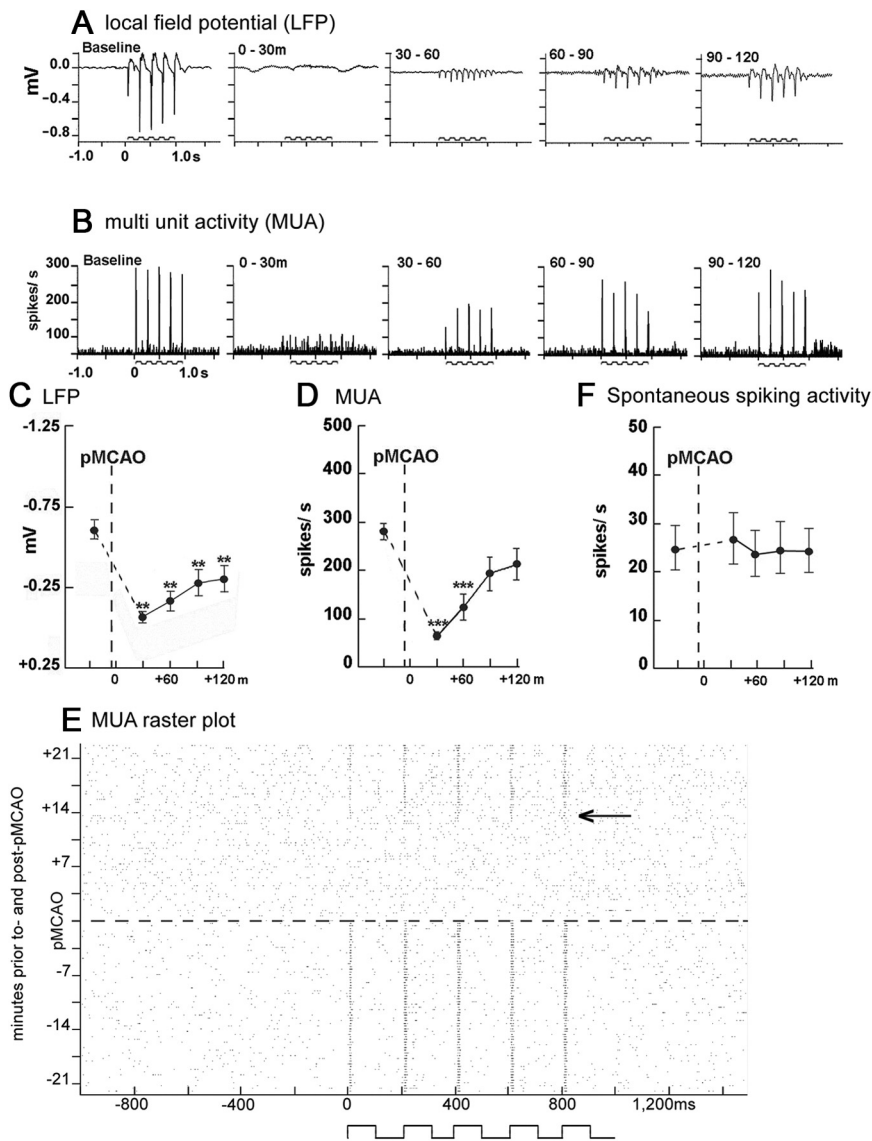 A local field potential (LFP)
Baseline 0 - 30m 30 - 60 60 - 90 90 - 120
mV
0.0
-0.4
-0.8
-1.0 0 1.0 s
B multi unit activity (MUA)
Baseline 0 - 30m 30 - 60 60 - 90 90 - 120
spikes/ s
300
200
100
-1.0 0 1.0 s
C LFP
-1.25
pMCAO
-0.75
mV
-0.25
+0.25
** ** ** **
0 +60 +120 m
D MUA
500
pMCAO
400
300
spikes/ s
200
100
0
*** ***
0 +60 +120 m
F Spontaneous spiking activity
50
pMCAO
40
30
spikes/ s
20
10
0
0 +60 +120 m
E MUA raster plot
minutes prior to- and post-pMCAO
+21
+14
+7
pMCAO
-7
-14
-21
-800 -400 0 400 800 1,200ms